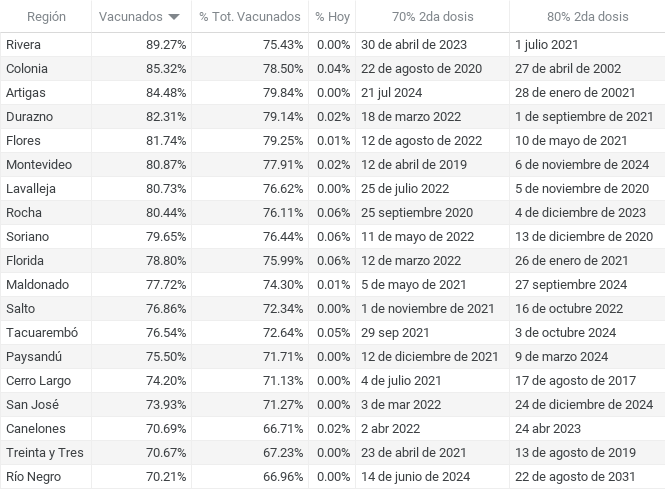 Región Vacunados % Tot. Vacunados % Hoy 70% 2da dosis 80% 2da dosis
Rivera 89.27% 75.43% 0.00% 30 de abril de 2023 1 julio 2021
Colonia 85.32% 78.50% 0.04% 22 de agosto de 2020 27 de abril de 2002
Artigas 84.48% 79.84% 0.00% 21 jul 2024 28 de enero de 20021
Durazno 82.31% 79.14% 0.02% 18 de marzo 2022 1 de septiembre de 2021
Flores 81.74% 79.25% 0.01% 12 de agosto de 2022 10 de mayo de 2021
Montevideo 80.87% 77.91% 0.02% 12 de abril de 2019 6 de noviembre de 2024
Lavalleja 80.73% 76.62% 0.00% 25 de julio 2022 5 de noviembre de 2020
Rocha 80.44% 76.11% 0.06% 25 septiembre 2020 4 de diciembre de 2023
Soriano 79.65% 76.44% 0.06% 11 de mayo de 2022 13 de diciembre de 2020
Florida 78.80% 75.99% 0.06% 12 de marzo 2022 26 de enero de 2021
Maldonado 77.72% 74.30% 0.01% 5 de mayo de 2021 27 septiembre 2024
Salto 76.86% 72.34% 0.00% 1 de noviembre de 2021 16 de octubre 2022
Tacuarembó 76.54% 72.64% 0.05% 29 sep 2021 3 de octubre 2024
Paysandú 75.50% 71.71% 0.00% 12 de diciembre de 2021 9 de marzo 2024
Cerro Largo 74.20% 71.13% 0.00% 4 de julio 2021 17 de agosto de 2017
San José 73.93% 71.27% 0.00% 3 de mar 2022 24 de diciembre de 2024
Canelones 70.69% 66.71% 0.02% 2 abr 2022 24 abr 2023
Treinta y Tres 70.67% 67.23% 0.00% 23 de abril de 2021 13 de agosto de 2019
Río Negro 70.21% 66.96% 0.00% 14 de junio de 2024 22 de agosto de 2031